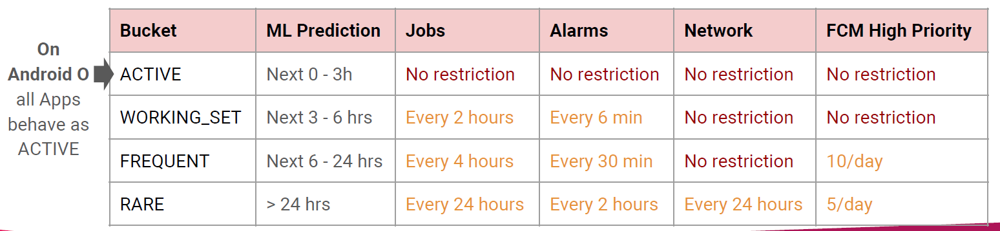 On
Android O
all Apps
behave as
ACTIVE
Bucket ML Prediction Jobs Alarms Network FCM High Priority
ACTIVE Next 0 - 3h No restriction No restriction No restriction No restriction
WORKING_SET Next 3 - 6 hrs Every 2 hours Every 6 min No restriction No restriction
FREQUENT Next 6 - 24 hrs Every 4 hours Every 30 min No restriction 10/day
RARE > 24 hrs Every 24 hours Every 2 hours Every 24 hours 5/day